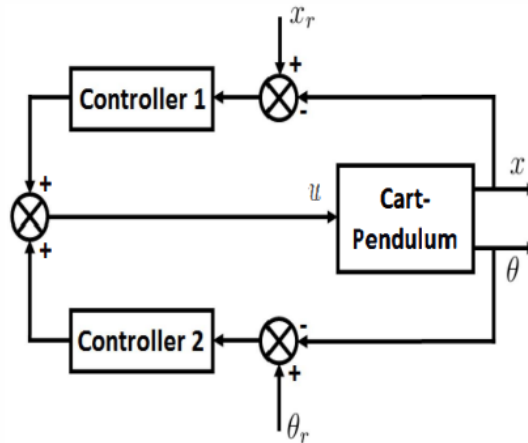 x_r
+
Controller 1
-
+
x
u
Cart-
Pendulum
+
θ
-
Controller 2
+
θ_r